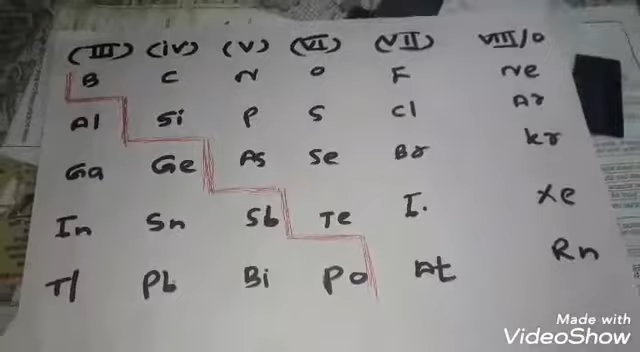 (III) (iv) (V) (VI) (VII) VIII/0
B C N O F Ne
Al Si P S Cl Ar
Ga Ge As Se Br Kr
In Sn Sb Te I. Xe
Tl Pb Bi Po At Rn
Made with
VideoShow